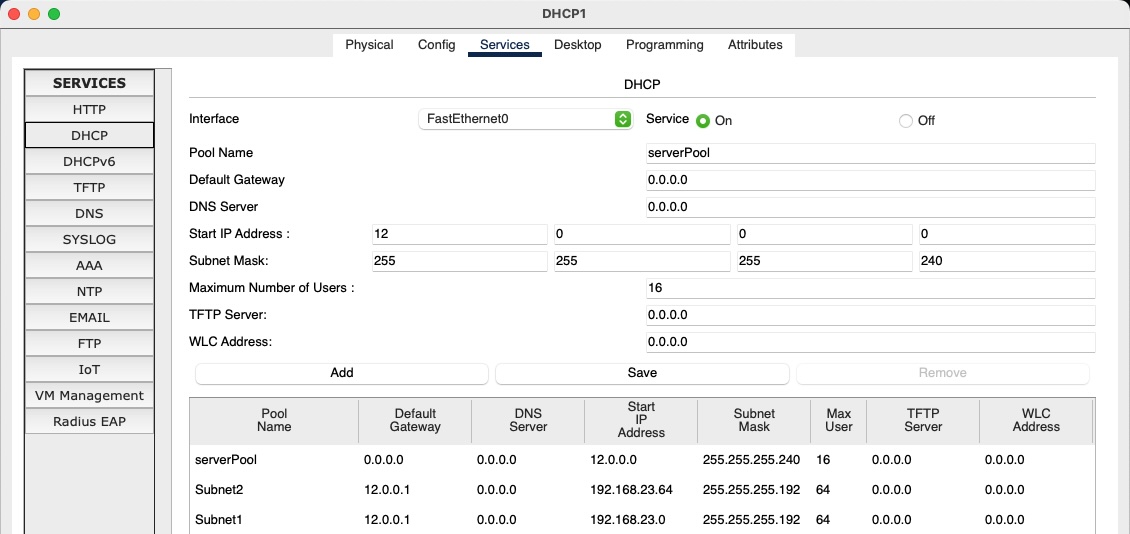 DHCP1
Physical Config Services Desktop Programming Attributes
SERVICES
HTTP
DHCP
DHCPv6
TFTP
DNS
SYSLOG
AAA
NTP
EMAIL
FTP
IoT
VM Management
Radius EAP
DHCP
Interface FastEthernet0 Service On Off
Pool Name serverPool
Default Gateway 0.0.0.0
DNS Server 0.0.0.0
Start IP Address : 12 0 0 0
Subnet Mask: 255 255 255 240
Maximum Number of Users : 16
TFTP Server: 0.0.0.0
WLC Address: 0.0.0.0
Add Save Remove
Pool Name Default Gateway DNS Server Start IP Address Subnet Mask Max User TFTP Server WLC Address
serverPool 0.0.0.0 0.0.0.0 12.0.0.0 255.255.255.240 16 0.0.0.0 0.0.0.0
Subnet2 12.0.0.1 0.0.0.0 192.168.23.64 255.255.255.192 64 0.0.0.0 0.0.0.0
Subnet1 12.0.0.1 0.0.0.0 192.168.23.0 255.255.255.192 64 0.0.0.0 0.0.0.0